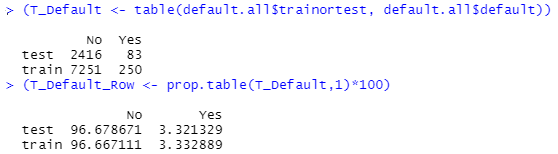 > (T_Default <- table(default.all$trainortest, default.all$default))
No Yes
test 2416 83
train 7251 250
> (T_Default_Row <- prop.table(T_Default,1)*100)
No Yes
test 96.678671 3.321329
train 96.667111 3.332889